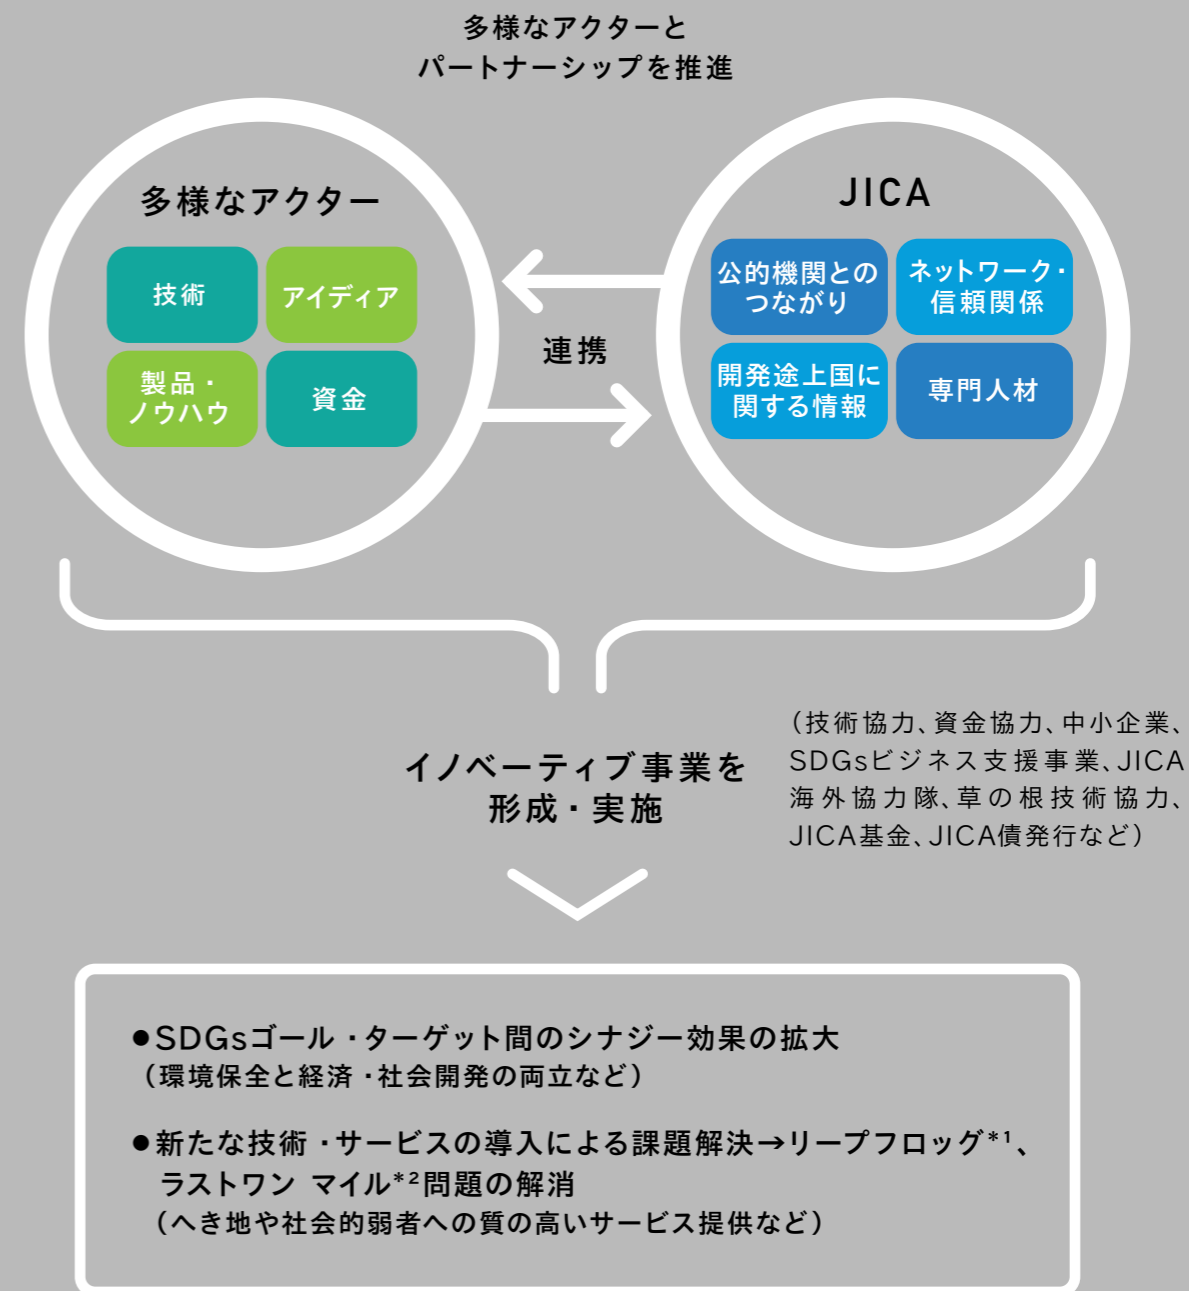 多様なアクターと
パートナーシップを推進
多様なアクター
技術
アイディア
製品・
ノウハウ
資金
連携
JICA
公的機関との
つながり
ネットワーク・
信頼関係
開発途上国に
関する情報
専門人材
イノベーティブ事業を
形成・実施
（技術協力、資金協力、中小企業、
SDGsビジネス支援事業、JICA
海外協力隊、草の根技術協力、
JICA基金、JICA債発行など）
●SDGsゴール・ターゲット間のシナジー効果の拡大
（環境保全と経済・社会開発の両立など）
●新たな技術・サービスの導入による課題解決→リープフロッグ*¹、
ラストワン マイル*²問題の解消
（へき地や社会的弱者への質の高いサービス提供など）